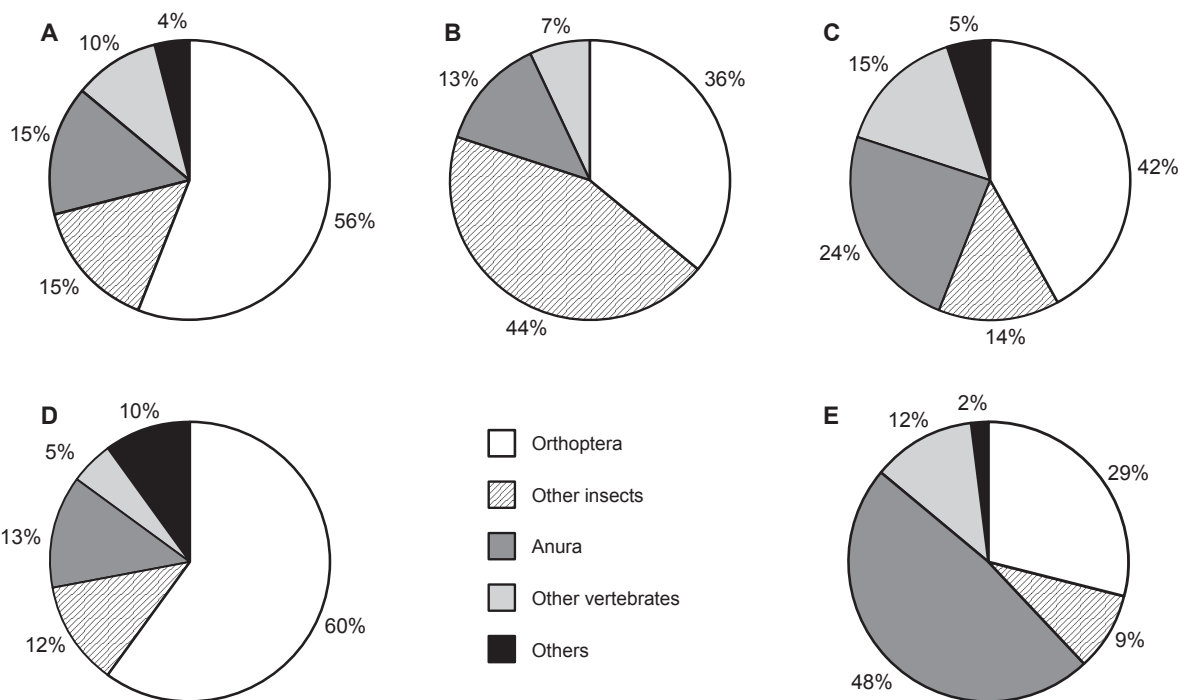 A
4%
10%
15%
15%
56%
B
7%
13%
36%
44%
C
5%
15%
42%
24%
14%
D
10%
5%
13%
12%
60%
Orthoptera
Other insects
Anura
Other vertebrates
Others
E
2%
12%
29%
9%
48%